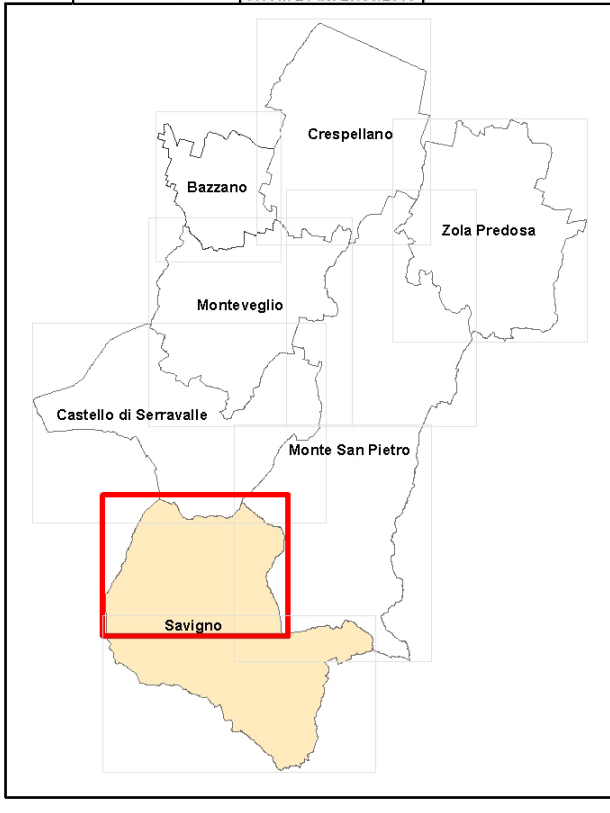 Crespellano
Bazzano
Zola Predosa
Monteveglio
Castello di Serravalle
Monte San Pietro
Savigno